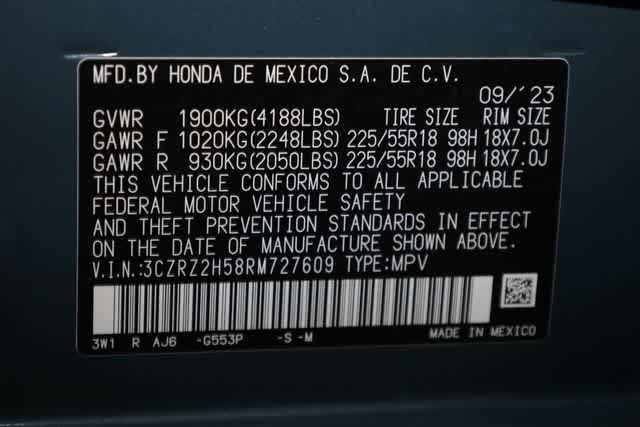 MFD.BY HONDA DE MEXICO S.A. DE C.V.
09/´23
GVWR 1900KG(4188LBS) TIRE SIZE RIM SIZE
GAWR F 1020KG(2248LBS) 225/55R18 98H 18X7.0J
GAWR R 930KG(2050LBS) 225/55R18 98H 18X7.0J
THIS VEHICLE CONFORMS TO ALL APPLICABLE
FEDERAL MOTOR VEHICLE SAFETY
AND THEFT PREVENTION STANDARDS IN EFFECT
ON THE DATE OF MANUFACTURE SHOWN ABOVE.
V.I.N.:3CZRZ2H58RM727609 TYPE:MPV
3W1 R AJ6 -G553P -S -M MADE IN MEXICO